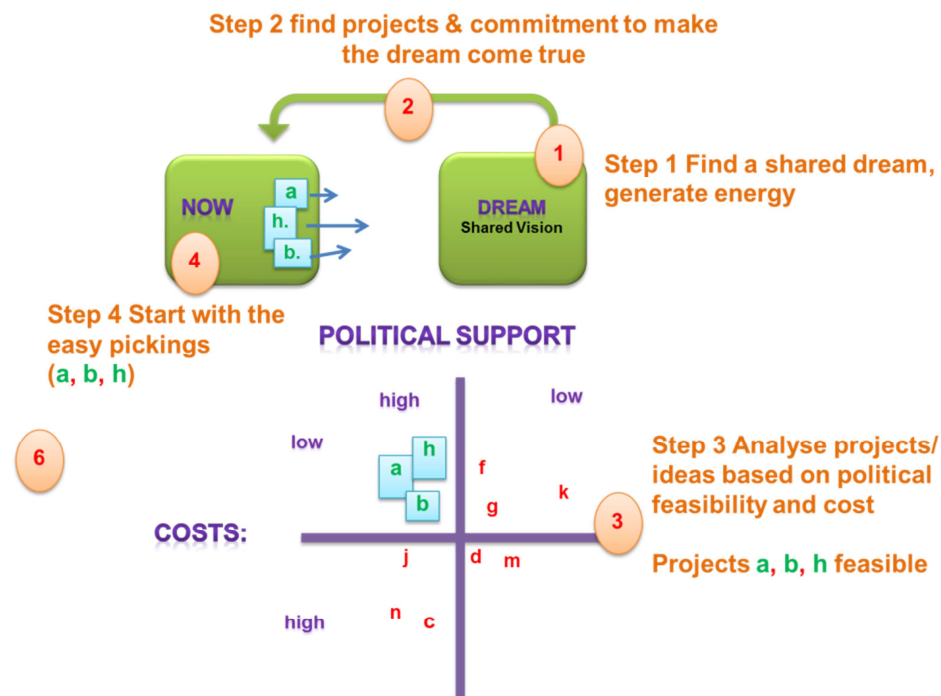 Step 2 find projects & commitment to make
the dream come true
2
1
Step 1 Find a shared dream,
generate energy
NOW
a
h.
b.
DREAM
Shared Vision
4
Step 4 Start with the
easy pickings
(a, b, h)
POLITICAL SUPPORT
high
low
low
h
a
b
f
g
k
6
Step 3 Analyse projects/
ideas based on political
feasibility and cost
3
COSTS:
j
d
m
Projects a, b, h feasible
n
c
high